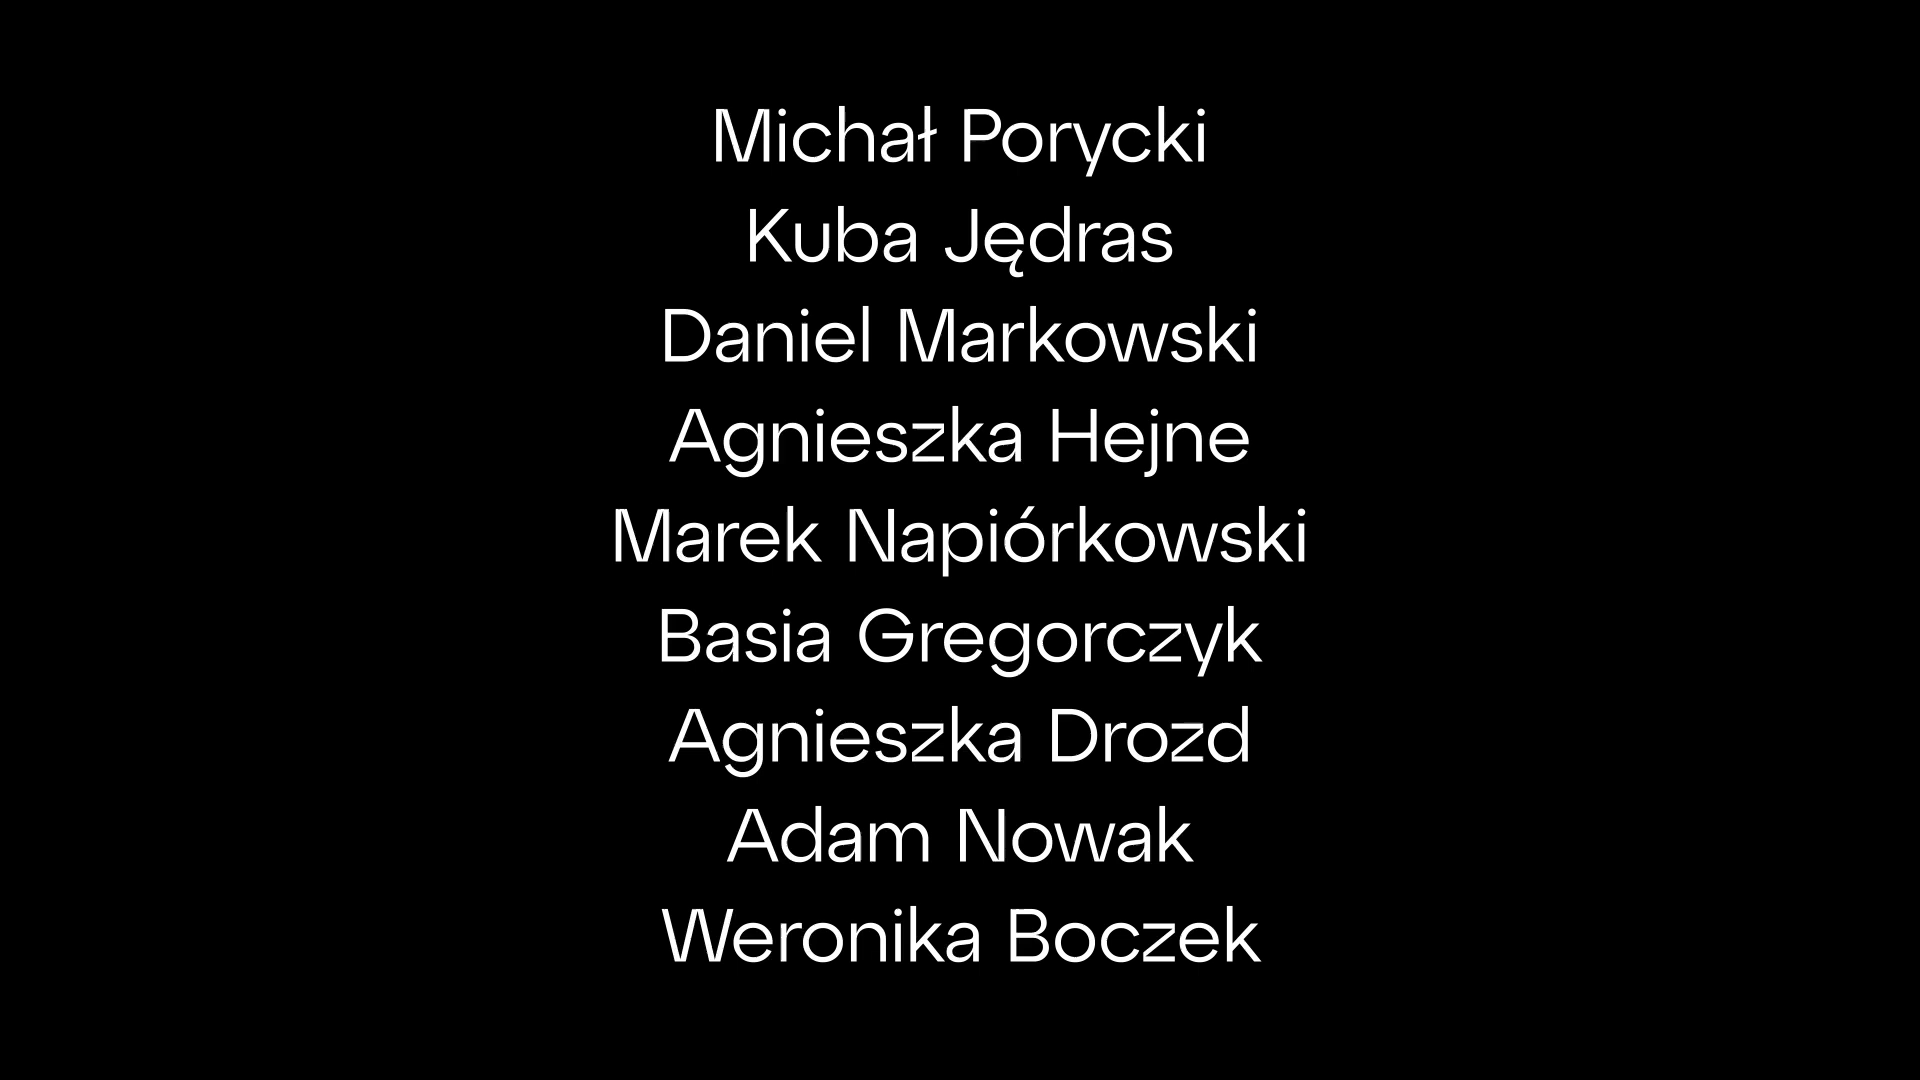 Michał Porycki
Kuba Jędras
Daniel Markowski
Agnieszka Hejne
Marek Napiórkowski
Basia Gregorczyk
Agnieszka Drozd
Adam Nowak
Weronika Boczek